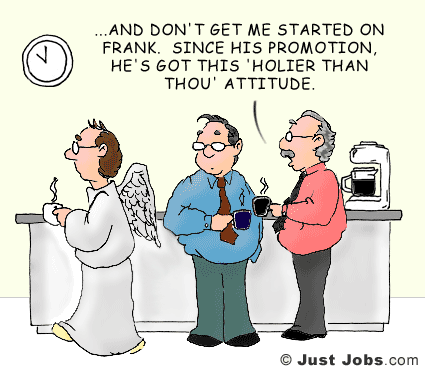 ...AND DON'T GET ME STARTED ON
FRANK. SINCE HIS PROMOTION,
HE'S GOT THIS 'HOLIER THAN
THOU' ATTITUDE.
© Just Jobs.com